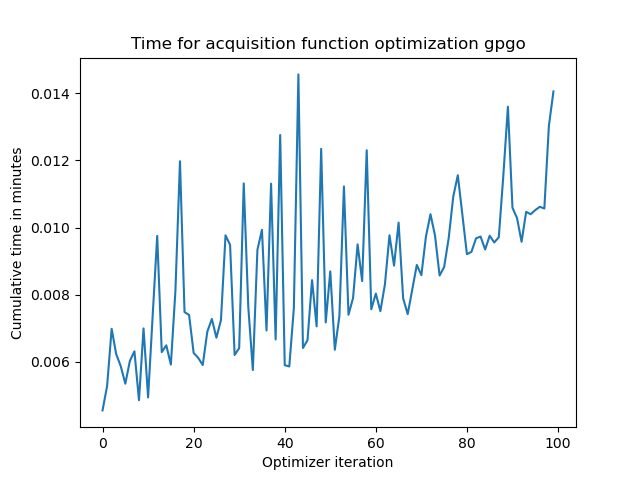 Time for acquisition function optimization gpgo
Cumulative time in minutes
0.014
0.012
0.010
0.008
0.006
0 20 40 60 80 100
Optimizer iteration